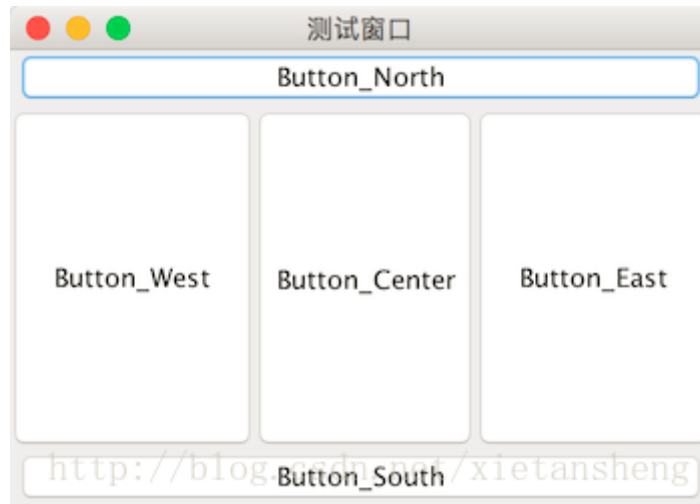 测试窗口
Button_North
Button_West Button_Center Button_East
Button_South
http://blog.csdn.net/xietansheng